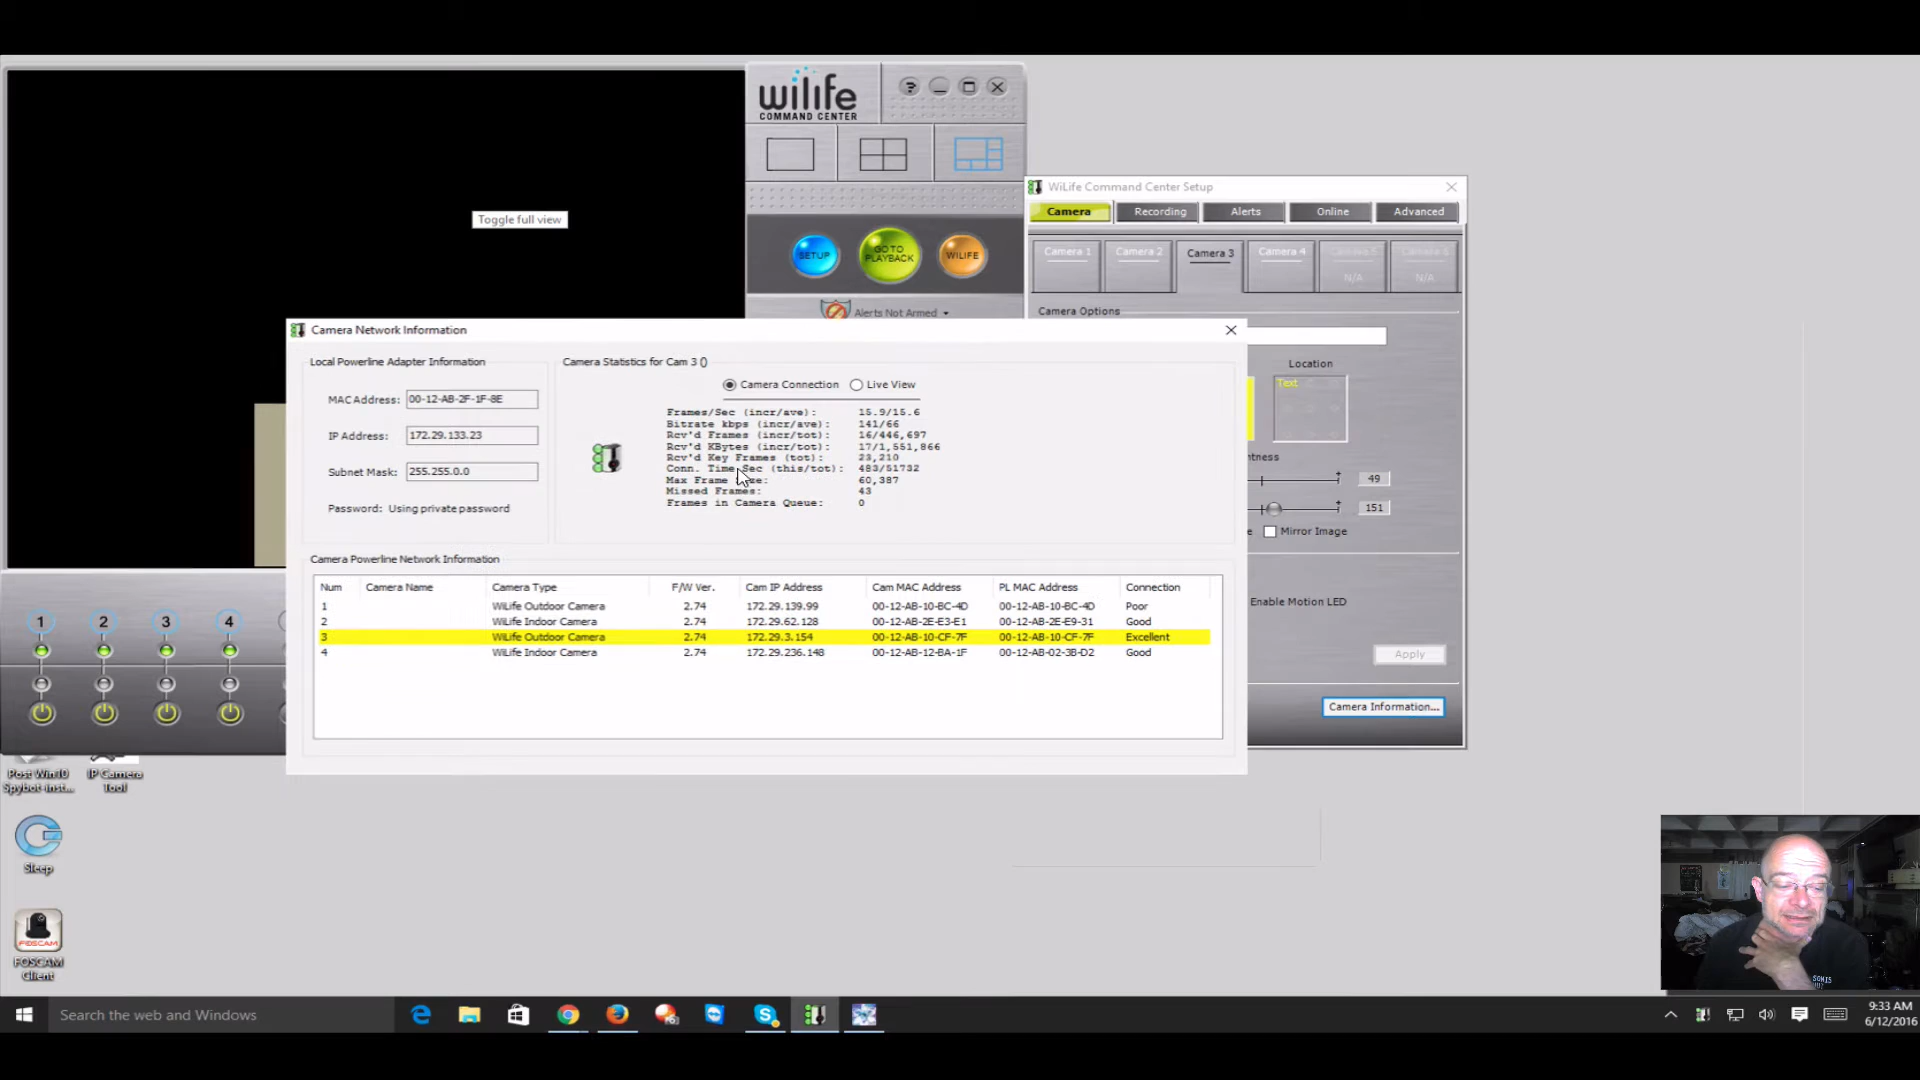 wilife
COMMAND CENTER
?
Toggle full view
SETUP
GO TO
PLAYBACK
WILIFE
Alerts Not Armed
WiLife Command Center Setup
Camera
Recording
Alerts
Online
Advanced
Camera 1
Camera 2
Camera 3
Camera 4
N/A
N/A
Camera Options
Location
Text
49
151
Mirror Image
Enable Motion LED
Apply
Camera Information...
Camera Network Information
Local Powerline Adapter Information
MAC Address: 00-12-AB-2F-1F-8E
IP Address: 172.29.133.23
Subnet Mask: 255.255.0.0
Password: Using private password
Camera Statistics for Cam 3 ()
Camera Connection
Live View
Frames/Sec (incr/ave): 15.9/15.6
Bitrate kbps (incr/ave): 141/66
Rcv'd Frames (incr/tot): 16/446,697
Rcv'd KBytes (incr/tot): 17/1,551,866
Rcv'd Key Frames (tot): 23,210
Conn. Time Sec (this/tot): 483/51732
Max Frame 60,387
Missed Frames: 43
Frames in Camera Queue: 0
Camera Powerline Network Information
Num Camera Name Camera Type F/W Ver. Cam IP Address Cam MAC Address PL MAC Address Connection
1 WiLife Outdoor Camera 2.74 172.29.139.99 00-12-AB-10-BC-4D 00-12-AB-10-BC-4D Poor
2 WiLife Indoor Camera 2.74 172.29.62.128 00-12-AB-2E-E3-E1 00-12-AB-2E-E9-31 Good
3 WiLife Outdoor Camera 2.74 172.29.3.154 00-12-AB-10-CF-7F 00-12-AB-10-CF-7F Excellent
4 WiLife Indoor Camera 2.74 172.29.236.148 00-12-AB-12-BA-1F 00-12-AB-02-3B-D2 Good
1 2 3 4
Post Win10
Spybot-inst...
IP Camera
Tool
Sleep
FOSCAM
FOSCAM
Client
Search the web and Windows
9:33 AM
6/12/2016